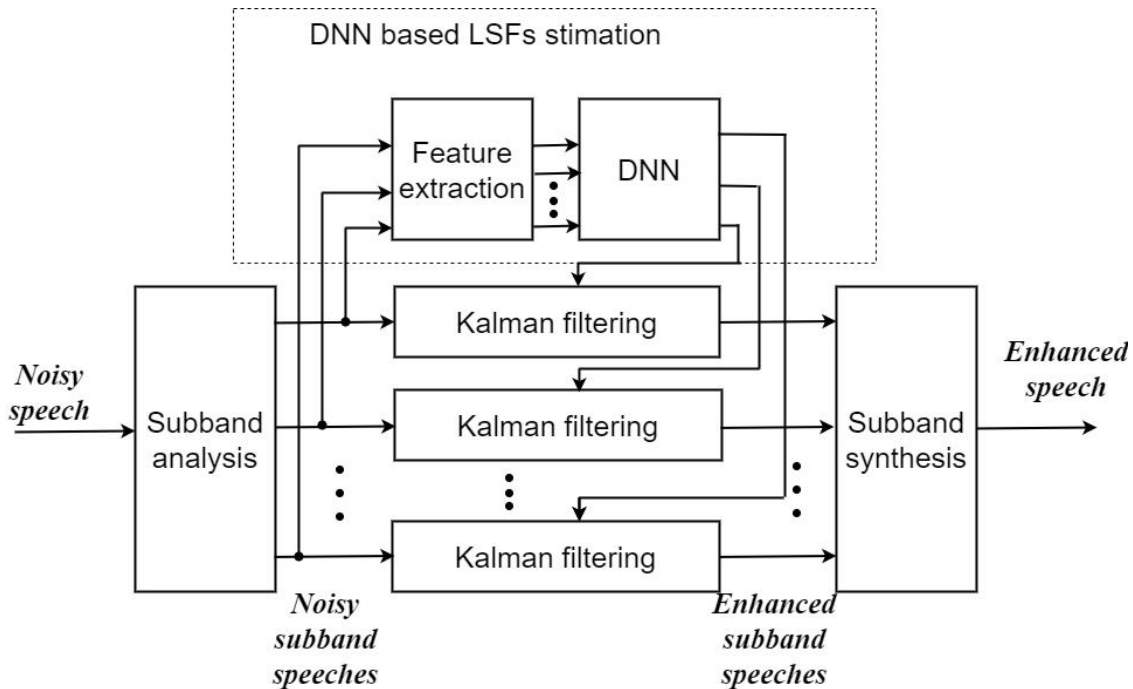 DNN based LSFs stimation
Feature
extraction
DNN
Kalman filtering
Noisy
speech
Subband
analysis
Kalman filtering
Enhanced
speech
Subband
synthesis
Kalman filtering
Noisy
subband
speeches
Enhanced
subband
speeches